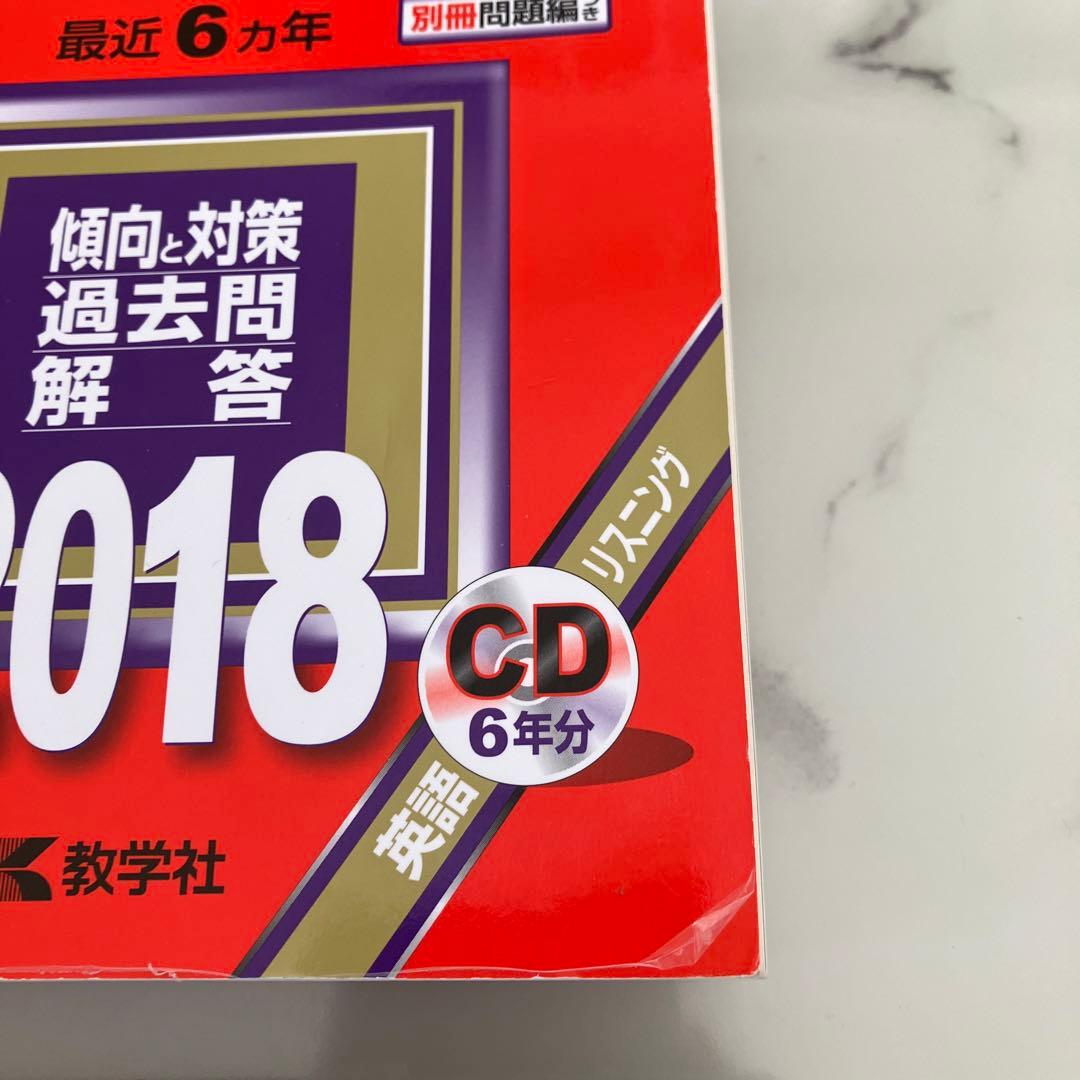 最近6カ年
別冊問題編つき
傾向と対策
過去問
解答
2018
リスニング
CD
6年分
英語
教学社